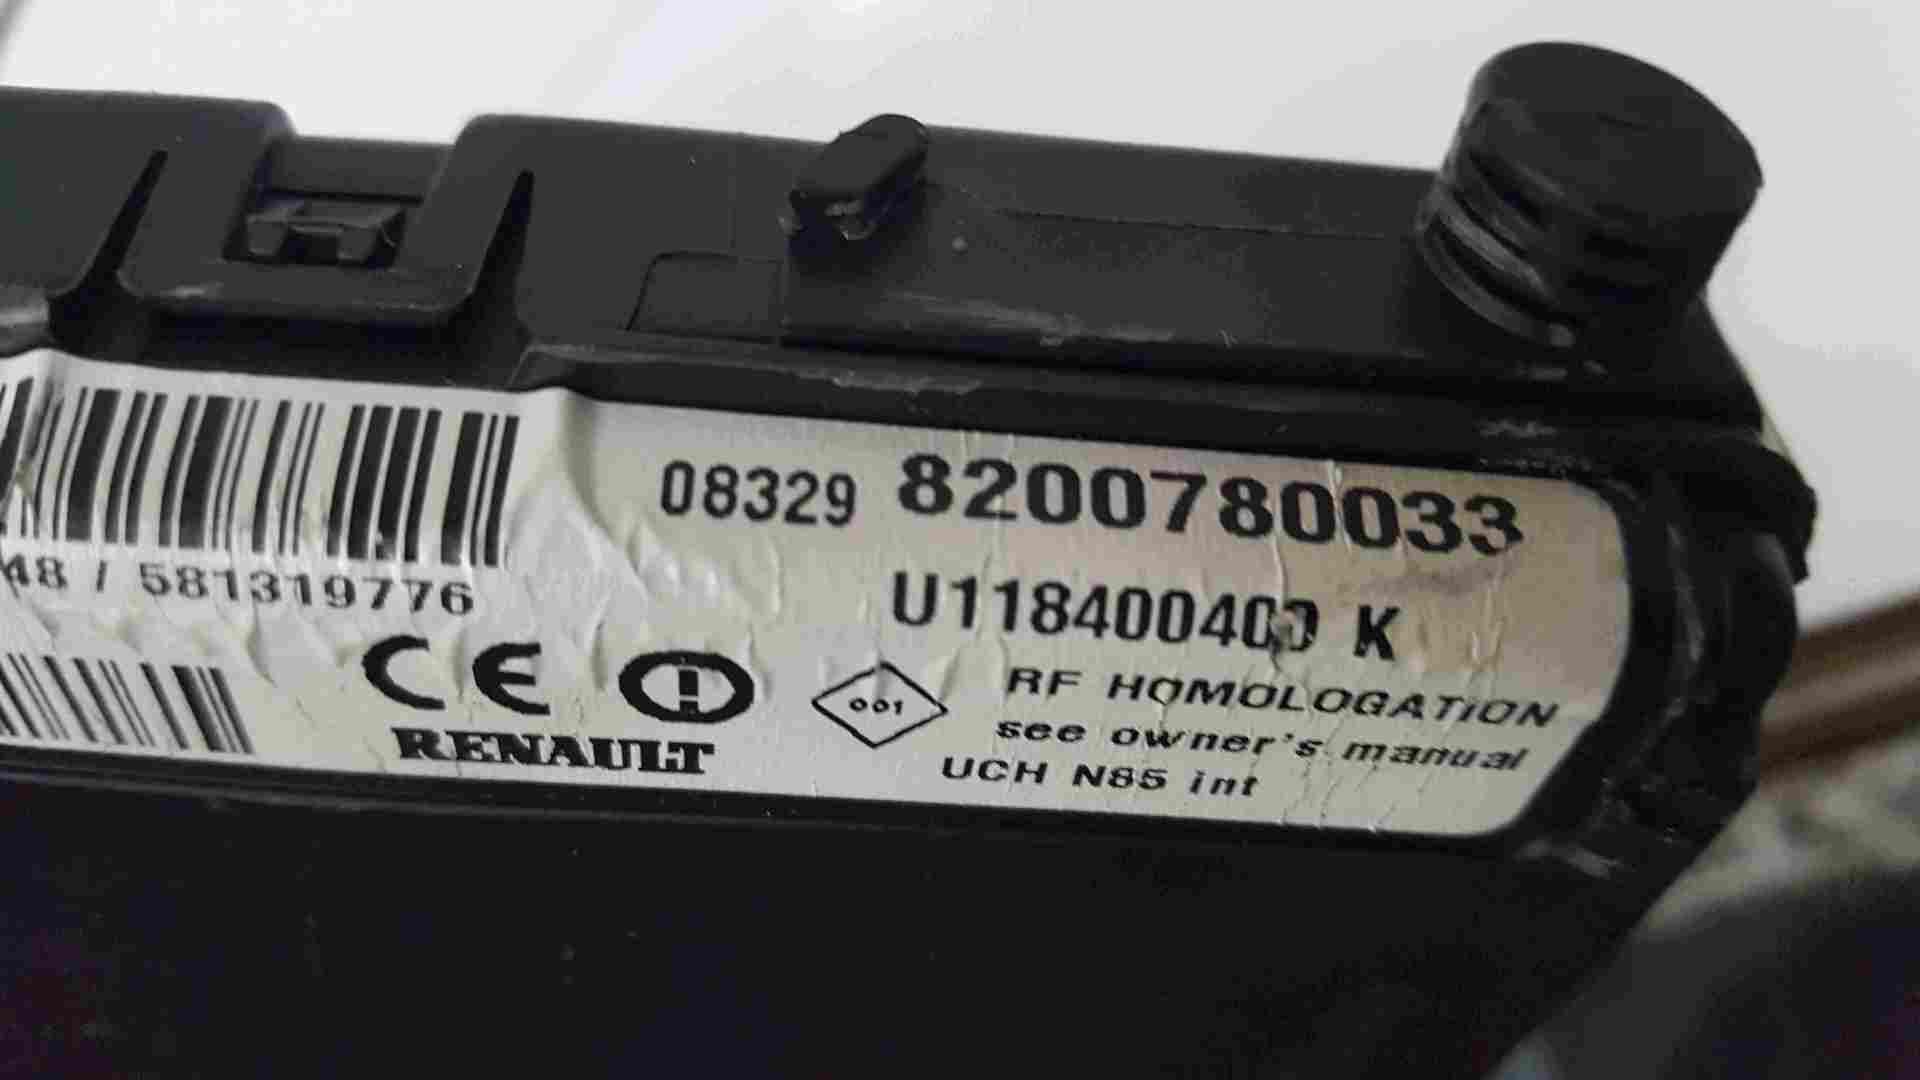 08329 8200780033
48 / 581319776
U118400400 K
CE
001
RF HOMOLOGATION
see owner's manual
RENAULT
UCH N85 int